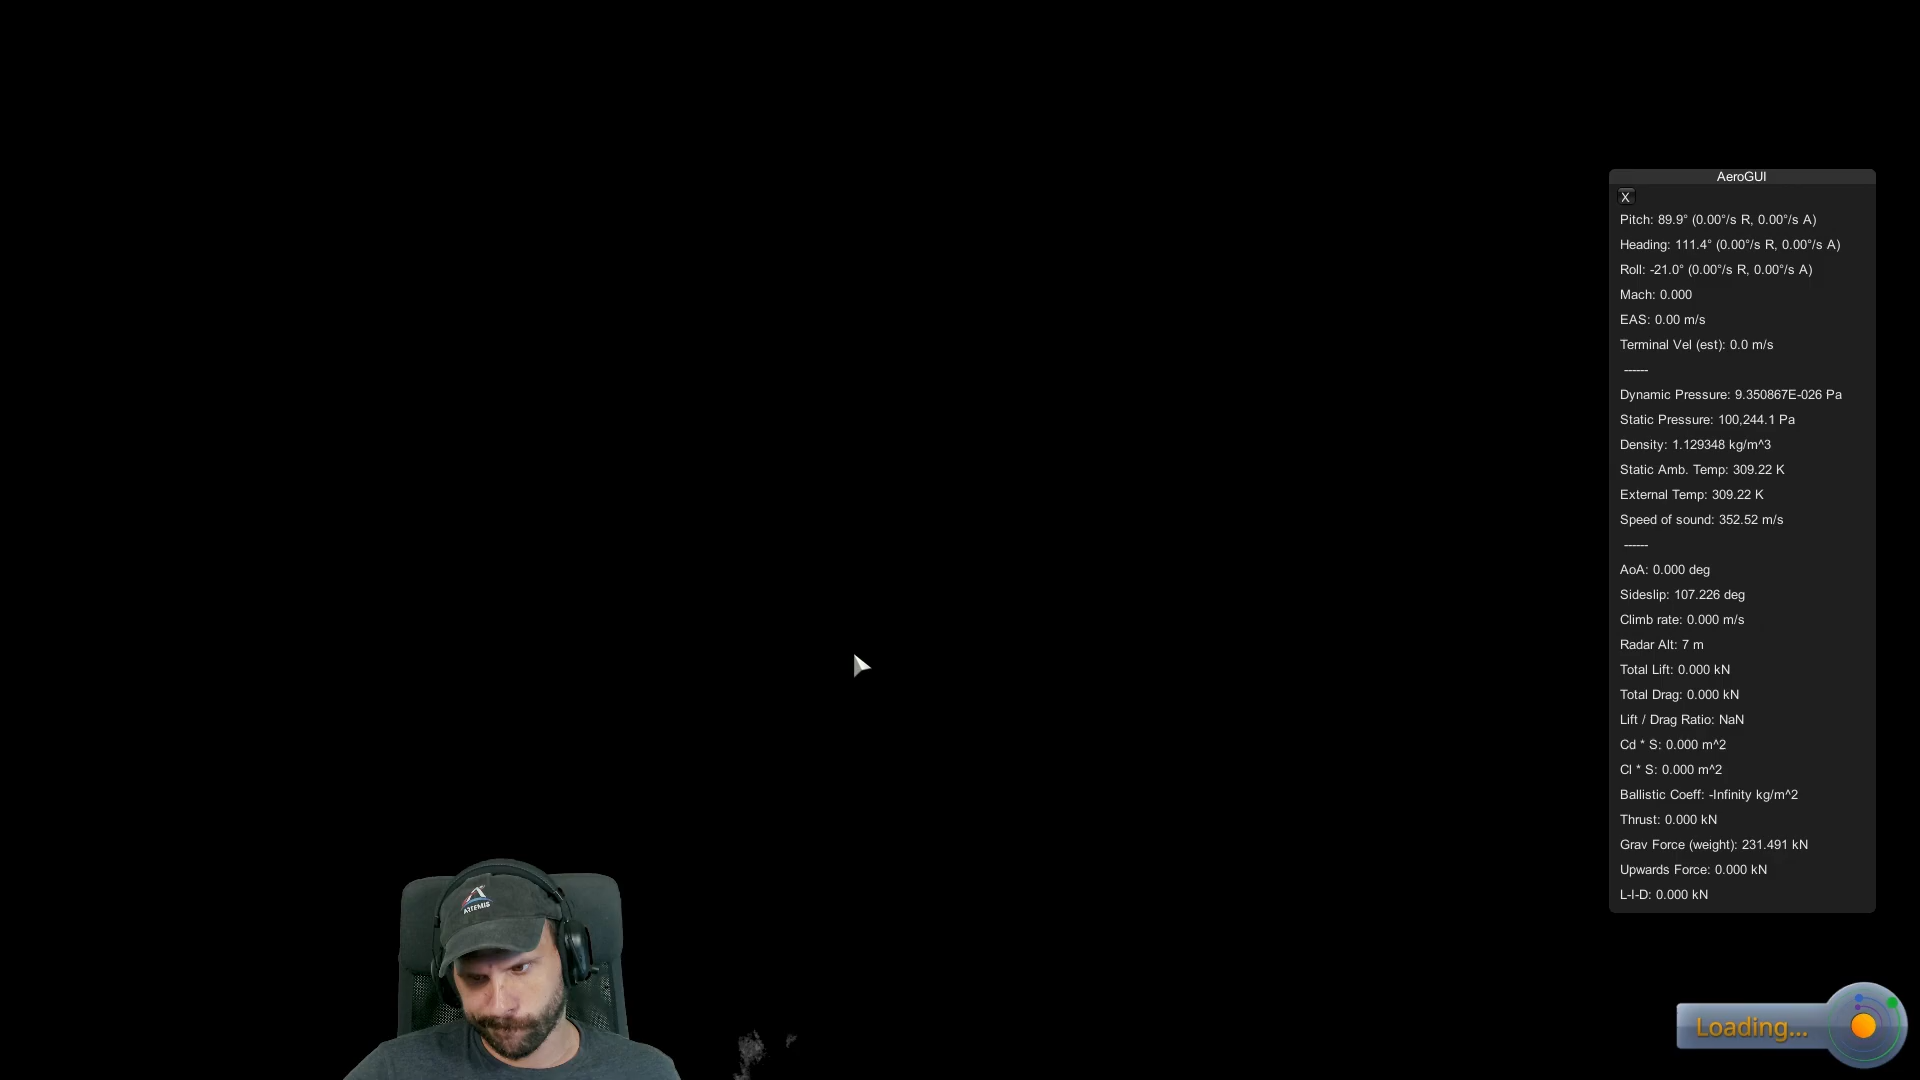 AeroGUI
X
Pitch: 89.9° (0.00°/s R, 0.00°/s A)
Heading: 111.4° (0.00°/s R, 0.00°/s A)
Roll: -21.0° (0.00°/s R, 0.00°/s A)
Mach: 0.000
EAS: 0.00 m/s
Terminal Vel (est): 0.0 m/s
------
Dynamic Pressure: 9.350867E-026 Pa
Static Pressure: 100,244.1 Pa
Density: 1.129348 kg/m^3
Static Amb. Temp: 309.22 K
External Temp: 309.22 K
Speed of sound: 352.52 m/s
------
AoA: 0.000 deg
Sideslip: 107.226 deg
Climb rate: 0.000 m/s
Radar Alt: 7 m
Total Lift: 0.000 kN
Total Drag: 0.000 kN
Lift / Drag Ratio: NaN
Cd * S: 0.000 m^2
Cl * S: 0.000 m^2
Ballistic Coeff: -Infinity kg/m^2
Thrust: 0.000 kN
Grav Force (weight): 231.491 kN
Upwards Force: 0.000 kN
L-I-D: 0.000 kN
ARTEMIS
Loading...